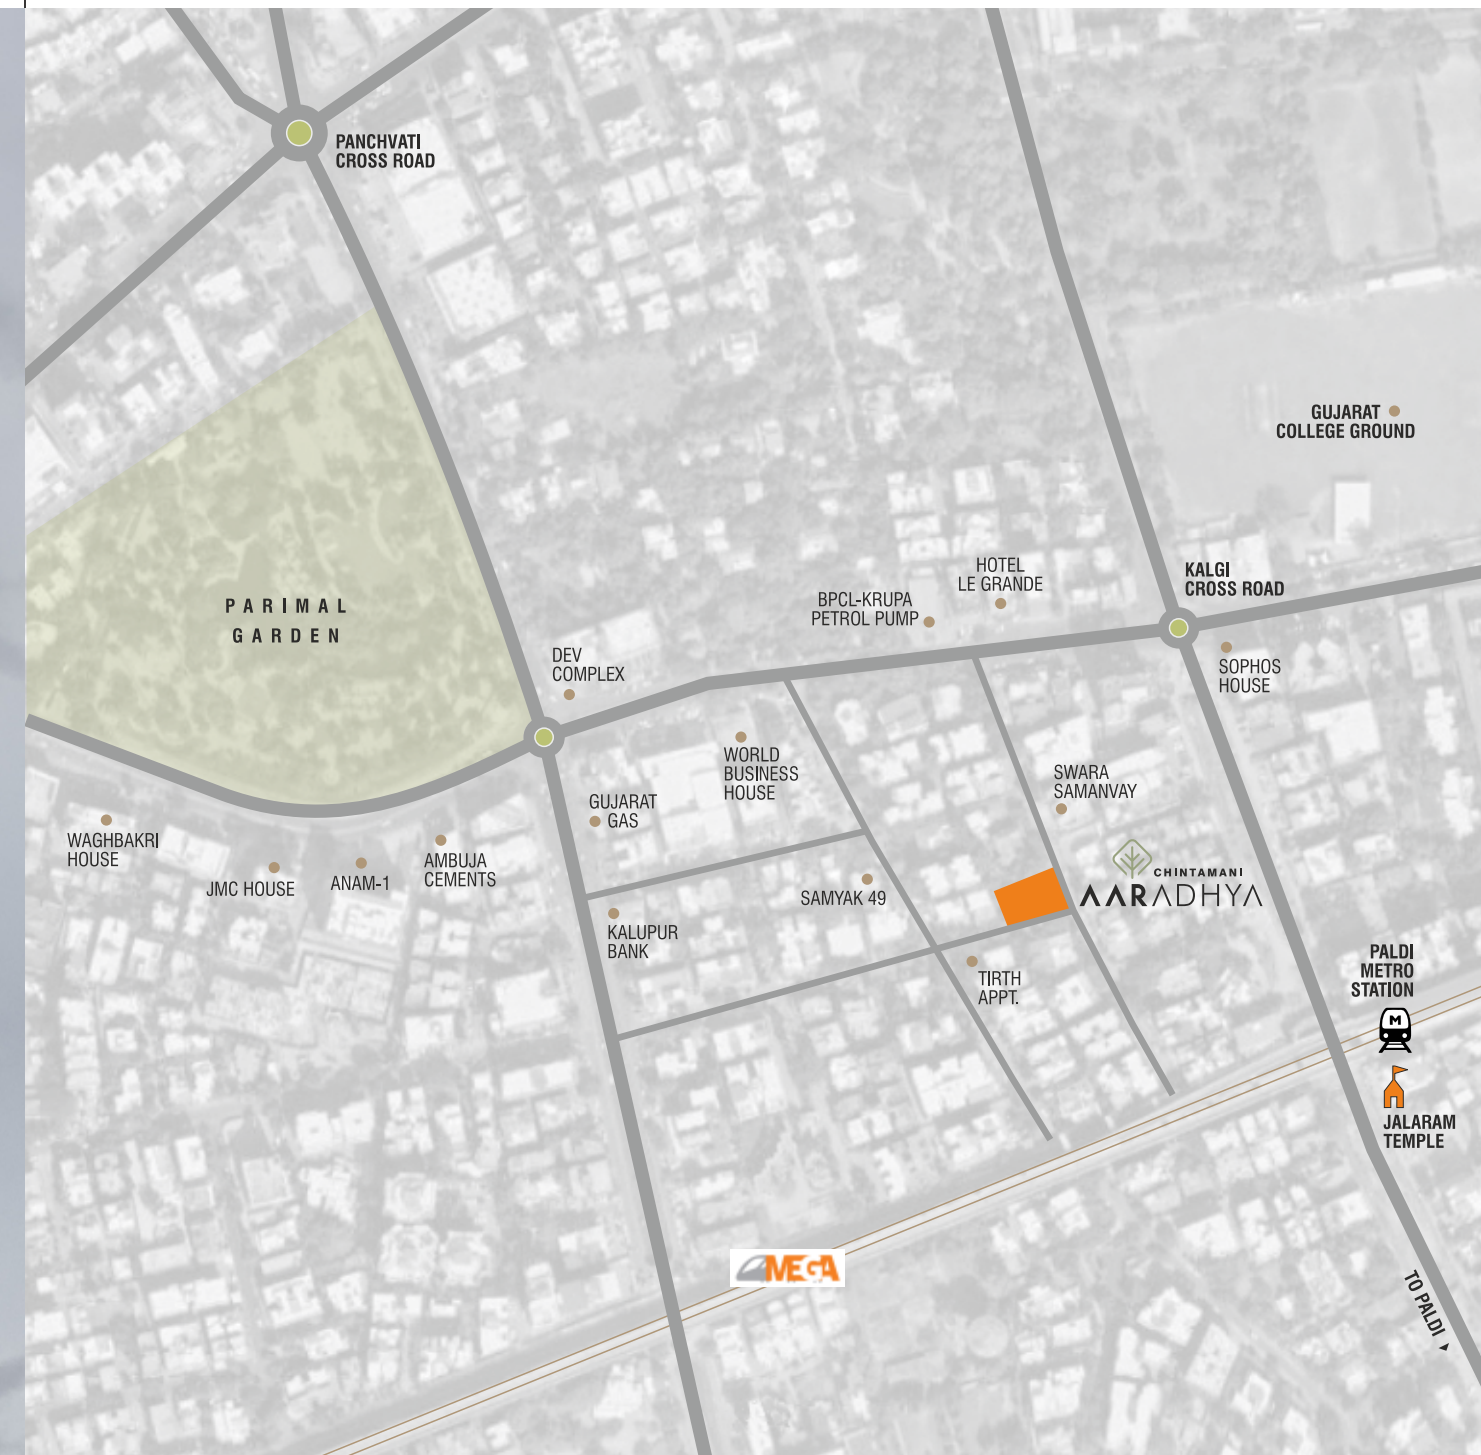 PANCHVATI
CROSS ROAD
GUJARAT
COLLEGE GROUND
HOTEL
LE GRANDE
KALGI
CROSS ROAD
BPCL-KRUPA
PETROL PUMP
PARIMAL
GARDEN
DEV
COMPLEX
SOPHOS
HOUSE
WORLD
BUSINESS
HOUSE
SWARA
SAMANVAY
GUJARAT
GAS
WAGHBAKRI
HOUSE
JMC HOUSE
ANAM-1
AMBUJA
CEMENTS
SAMYAK 49
CHINTAMANI
AARADHYA
KALUPUR
BANK
TIRTH
APPT.
PALDI
METRO
STATION
M
JALARAM
TEMPLE
MEGA
TO PALDI